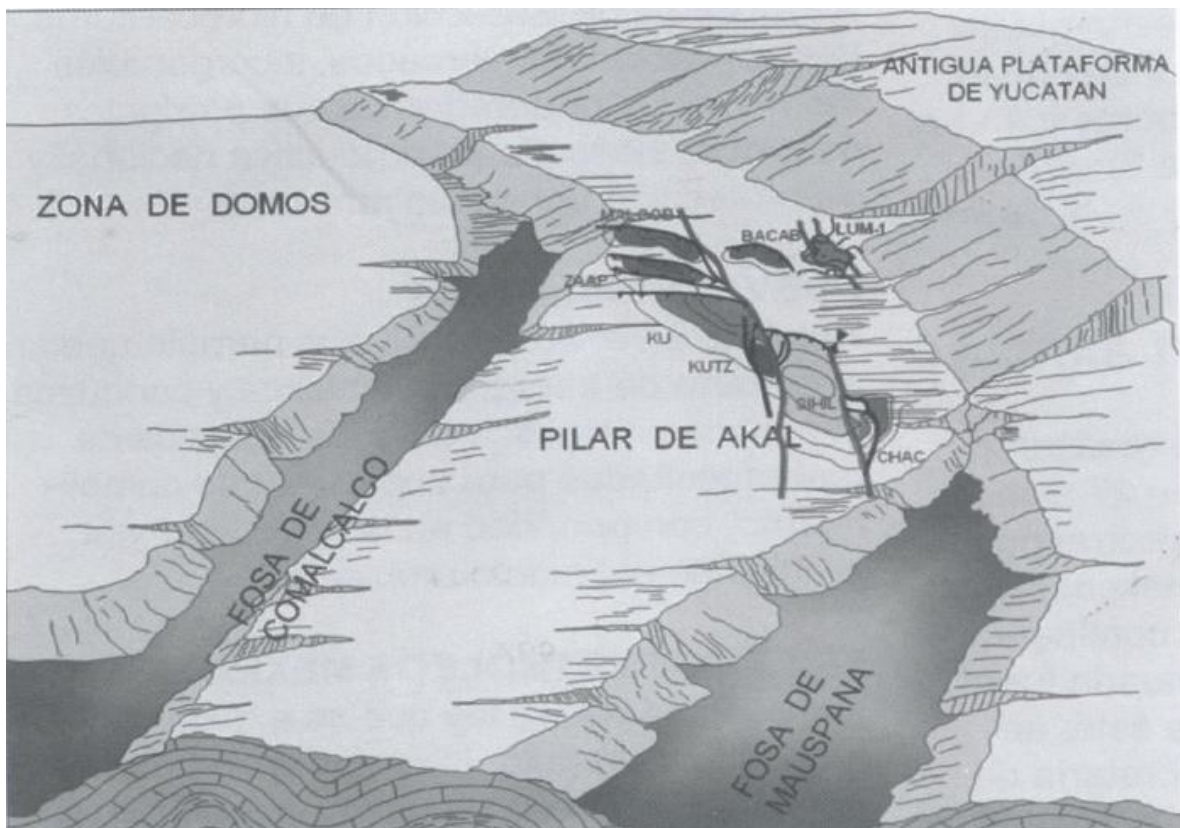 ANTIGUA PLATAFORMA
DE YUCATAN
ZONA DE DOMOS
MALOOB
BACAB
LUM-1
ZAAP
KU
KUTZ
SIHIL
PILAR DE AKAL
CHAC
FOSA DE
COMALCALCO
FOSA DE
MAUSPANA